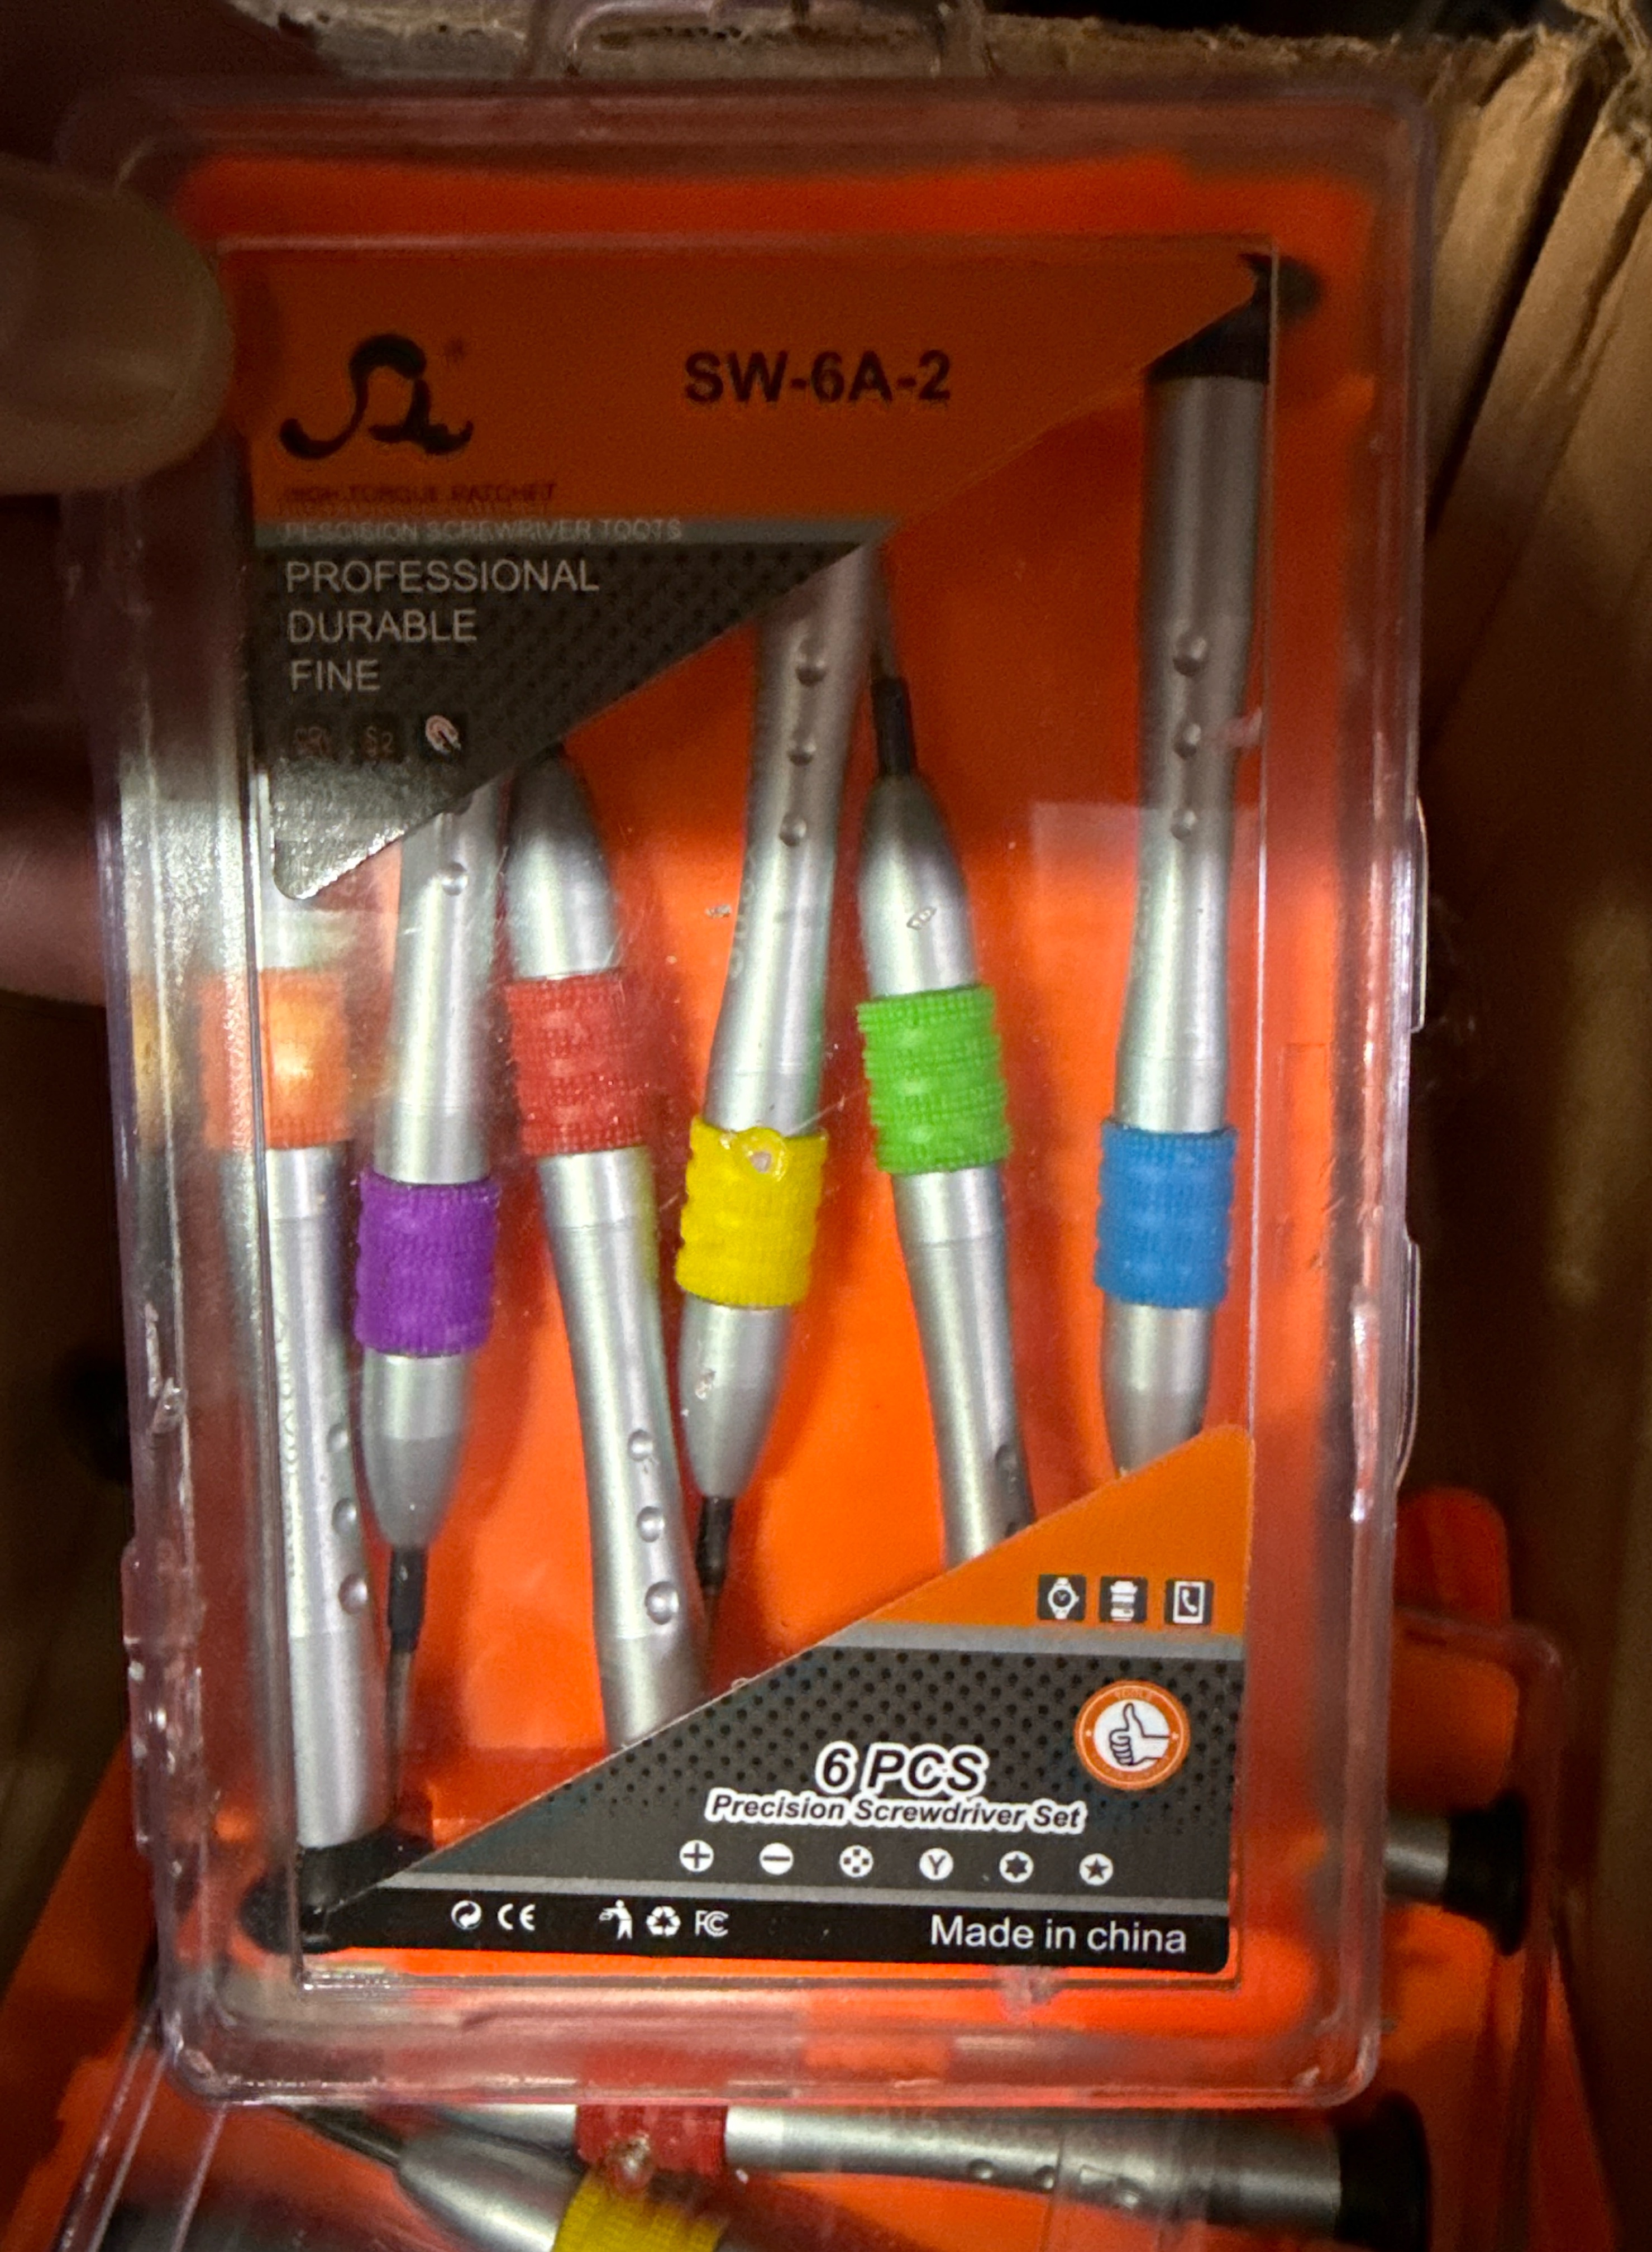 SW-6A-2
HIGH TORQUE RATCHET
PESCISION SCREWRIVER TOOTS
PROFESSIONAL
DURABLE
FINE
S2
6 PCS
Precision Screwdriver Set
Y
CE FC
Made in china